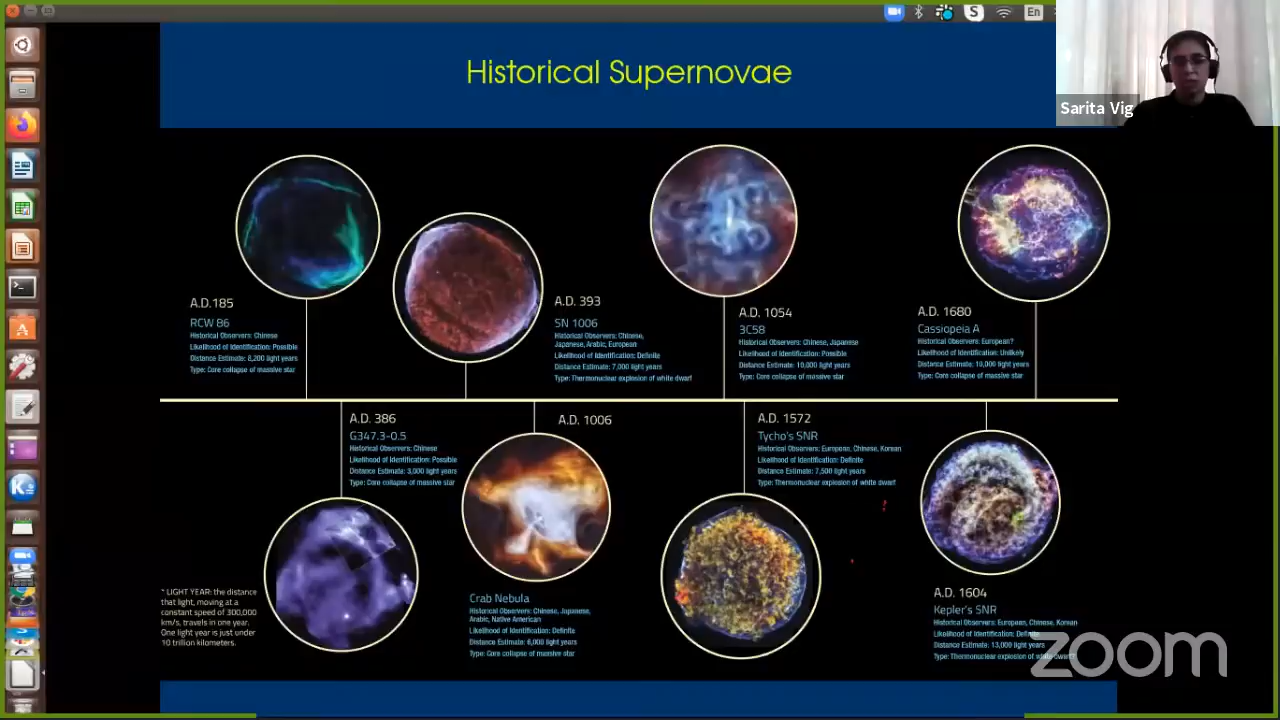 S
En
Sarita Vig
Historical Supernovae
A.D.185
RCW 86
Historical Observers: Chinese
Likelihood of Identification: Possible
Distance Estimate: 8,200 light years
Type: Core collapse of massive star
A.D. 386
G347.3-0.5
Historical Observers: Chinese
Likelihood of Identification: Possible
Distance Estimate: 3,000 light years
Type: Core collapse of massive star
A.D. 393
SN 1006
Historical Observers: Chinese,
Japanese, Arabic, European
Likelihood of Identification: Definite
Distance Estimate: 7,000 light years
Type: Thermonuclear explosion of white dwarf
A.D. 1006
Crab Nebula
Historical Observers: Chinese, Japanese,
Arabic, Native American
Likelihood of Identification: Definite
Distance Estimate: 6,000 light years
Type: Core collapse of massive star
A.D. 1054
3C58
Historical Observers: Chinese, Japanese
Likelihood of Identification: Possible
Distance Estimate: 10,000 light years
Type: Core collapse of massive star
A.D. 1572
Tycho's SNR
Historical Observers: European, Chinese, Korean
Likelihood of Identification: Definite
Distance Estimate: 7,500 light years
Type: Thermonuclear explosion of white dwarf
A.D. 1680
Cassiopeia A
Historical Observers: European?
Likelihood of Identification: Unlikely
Distance Estimate: 10,000 light years
Type: Core collapse of massive star
A.D. 1604
Kepler's SNR
Historical Observers: European, Chinese, Korean
Likelihood of Identification: Definite
Distance Estimate: 13,000 light years
Type: Thermonuclear explosion of white dwarf?
* LIGHT YEAR: the distance
that light, moving at a
constant speed of 300,000
km/s, travels in one year.
One light year is just under
10 trillion kilometers.
zoom